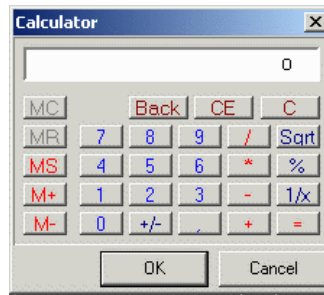 Calculator
0
MC Back CE C
MR 7 8 9 / Sqrt
MS 4 5 6 * %
M+ 1 2 3 - 1/x
M- 0 +/- , + =
OK Cancel